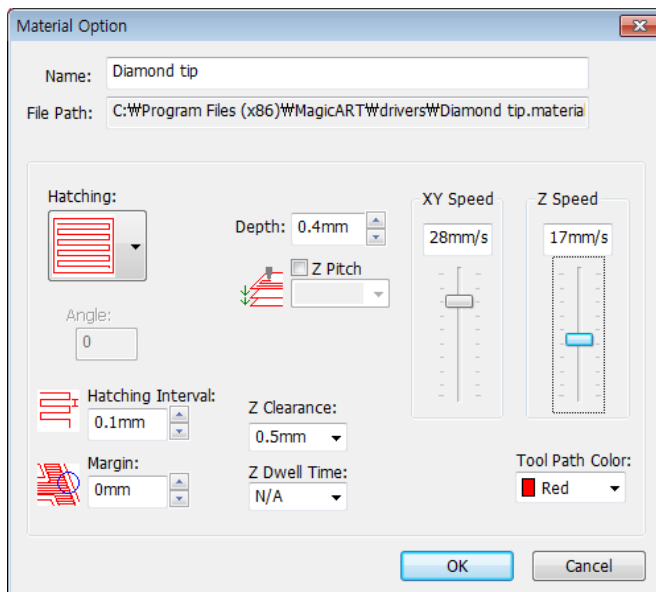 Material Option
Name: Diamond tip
File Path: C:₩Program Files (x86)₩MagicART₩drivers₩Diamond tip.material
Hatching:
Depth: 0.4mm
Z Pitch
XY Speed
28mm/s
Z Speed
17mm/s
Angle:
0
Hatching Interval:
0.1mm
Margin:
0mm
Z Clearance:
0.5mm
Z Dwell Time:
N/A
Tool Path Color:
Red
OK
Cancel